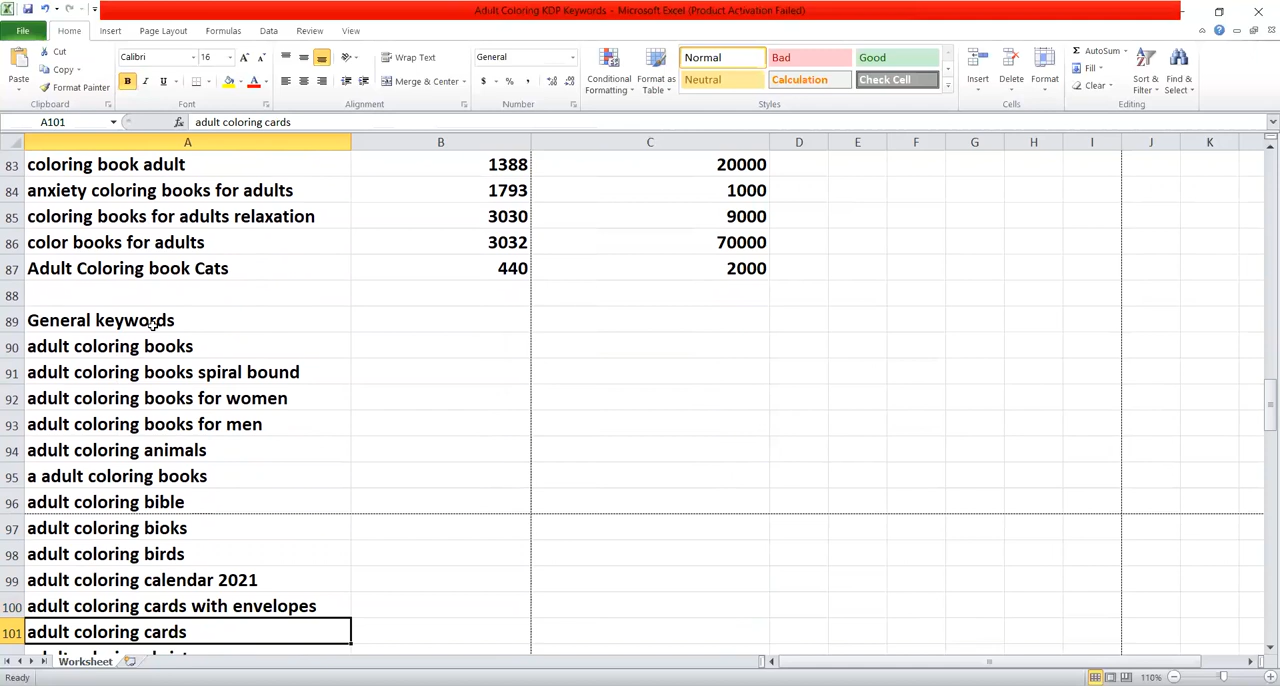 Adult Coloring KDP Keywords - Microsoft Excel (Product Activation Failed)
File Home Insert Page Layout Formulas Data Review View
Paste
Cut
Copy
Format Painter
Clipboard
Calibri 16
B I U
Font
Wrap Text
Merge & Center
Alignment
General
$ % ,
Number
Conditional Formatting
Format as Table
Normal Bad Good
Neutral Calculation Check Cell
Styles
Insert Delete Format
Cells
AutoSum
Fill
Clear
Sort & Filter
Find & Select
Editing
A101 fx adult coloring cards
A B C D E F G H I J K
83 coloring book adult 1388 20000
84 anxiety coloring books for adults 1793 1000
85 coloring books for adults relaxation 3030 9000
86 color books for adults 3032 70000
87 Adult Coloring book Cats 440 2000
88
89 General keywords
90 adult coloring books
91 adult coloring books spiral bound
92 adult coloring books for women
93 adult coloring books for men
94 adult coloring animals
95 a adult coloring books
96 adult coloring bible
97 adult coloring bioks
98 adult coloring birds
99 adult coloring calendar 2021
100 adult coloring cards with envelopes
101 adult coloring cards
Worksheet
Ready 110%